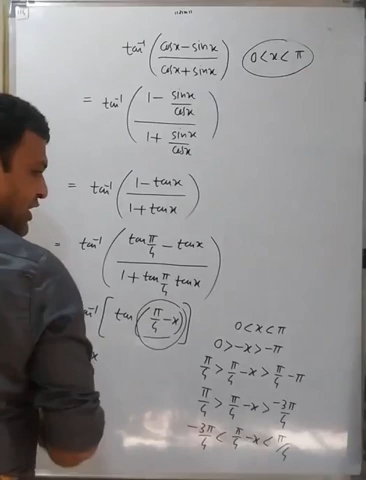 tan⁻¹ ( (cosx − sinx) / (cosx + sinx) )    0 < x < π
= tan⁻¹ ( (1 − sinx/cosx) / (1 + sinx/cosx) )
= tan⁻¹ ( (1 − tanx) / (1 + tanx) )
= tan⁻¹ ( (tan π/4 − tanx) / (1 + tan π/4 tanx) )
an⁻¹ [ tan ( π/4 − x ) ]
x
0 < x < π
0 > −x > −π
π/4 > π/4 − x > π/4 − π
π/4 > π/4 − x > −3π/4
−3π/4 < π/4 − x < π/4